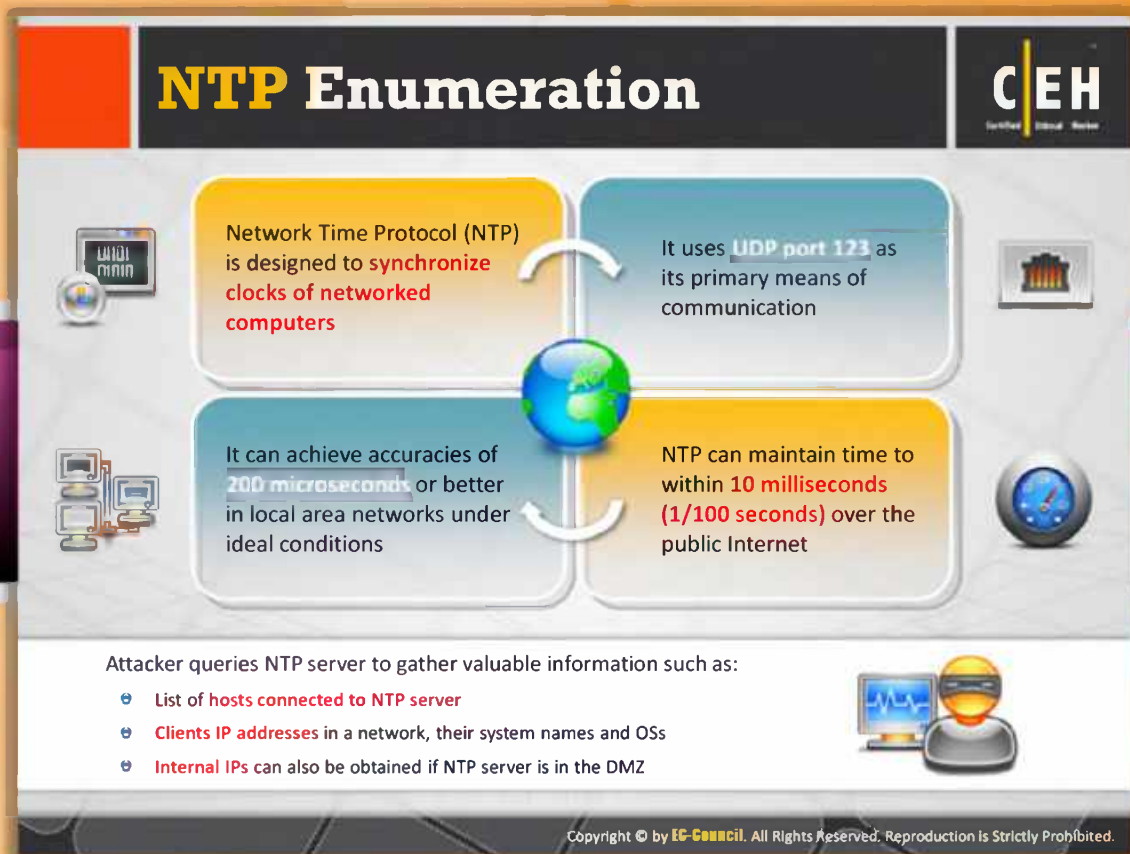 NTP Enumeration
C EH
Network Time Protocol (NTP)
is designed to synchronize
clocks of networked
computers
It uses UDP port 123 as
its primary means of
communication
It can achieve accuracies of
200 microseconds or better
in local area networks under
ideal conditions
NTP can maintain time to
within 10 milliseconds
(1/100 seconds) over the
public Internet
Attacker queries NTP server to gather valuable information such as:
List of hosts connected to NTP server
Clients IP addresses in a network, their system names and OSs
Internal IPs can also be obtained if NTP server is in the DMZ
Copyright © by EC-Council. All Rights Reserved. Reproduction is Strictly Prohibited.